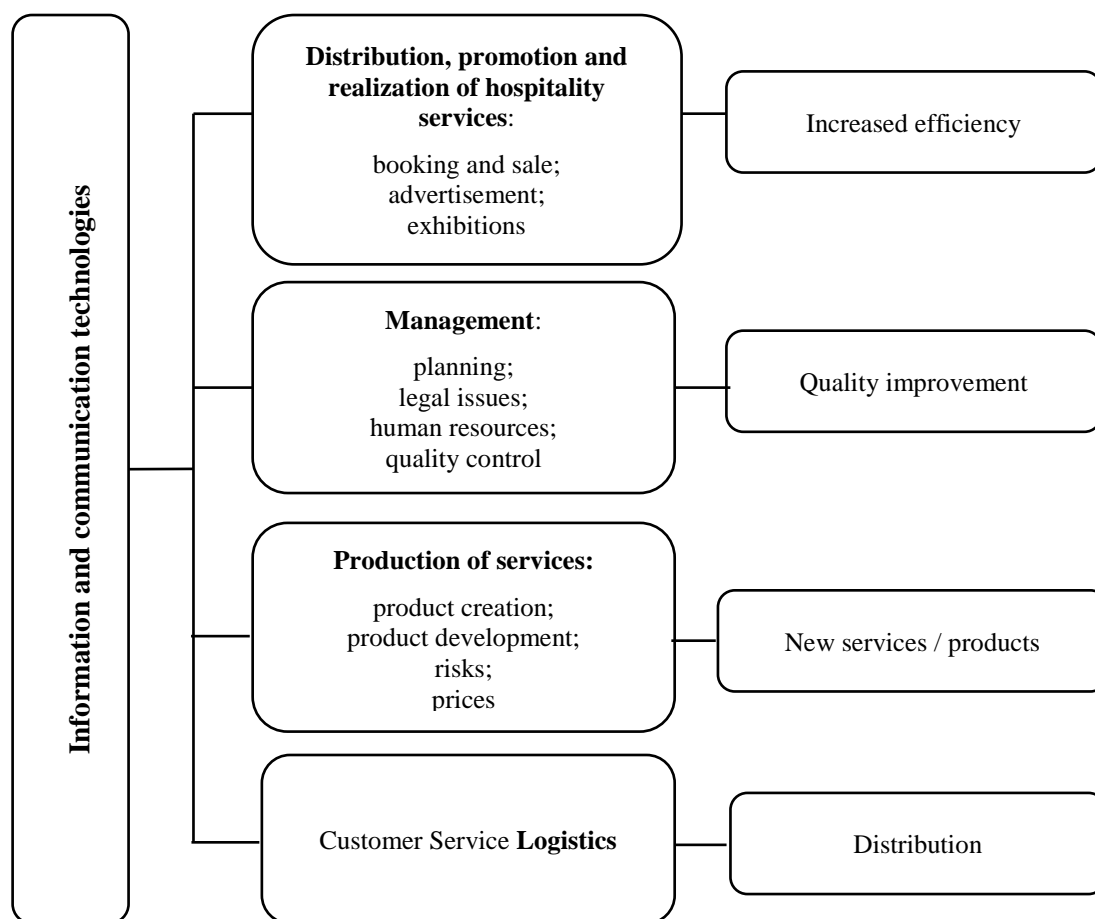 Information and communication technologies
Distribution, promotion and
realization of hospitality
services:
booking and sale;
advertisement;
exhibitions
Increased efficiency
Management:
planning;
legal issues;
human resources;
quality control
Quality improvement
Production of services:
product creation;
product development;
risks;
prices
New services / products
Customer Service Logistics
Distribution